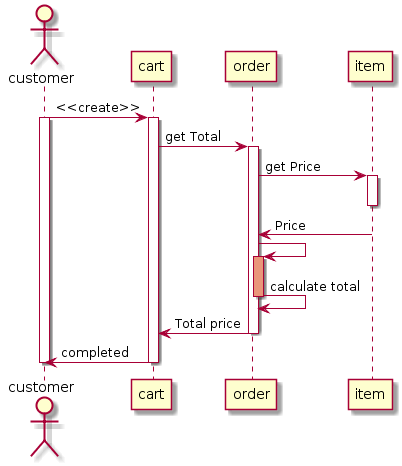 customer
cart
order
item
<<create>>
get Total
get Price
Price
calculate total
Total price
completed
customer
cart
order
item